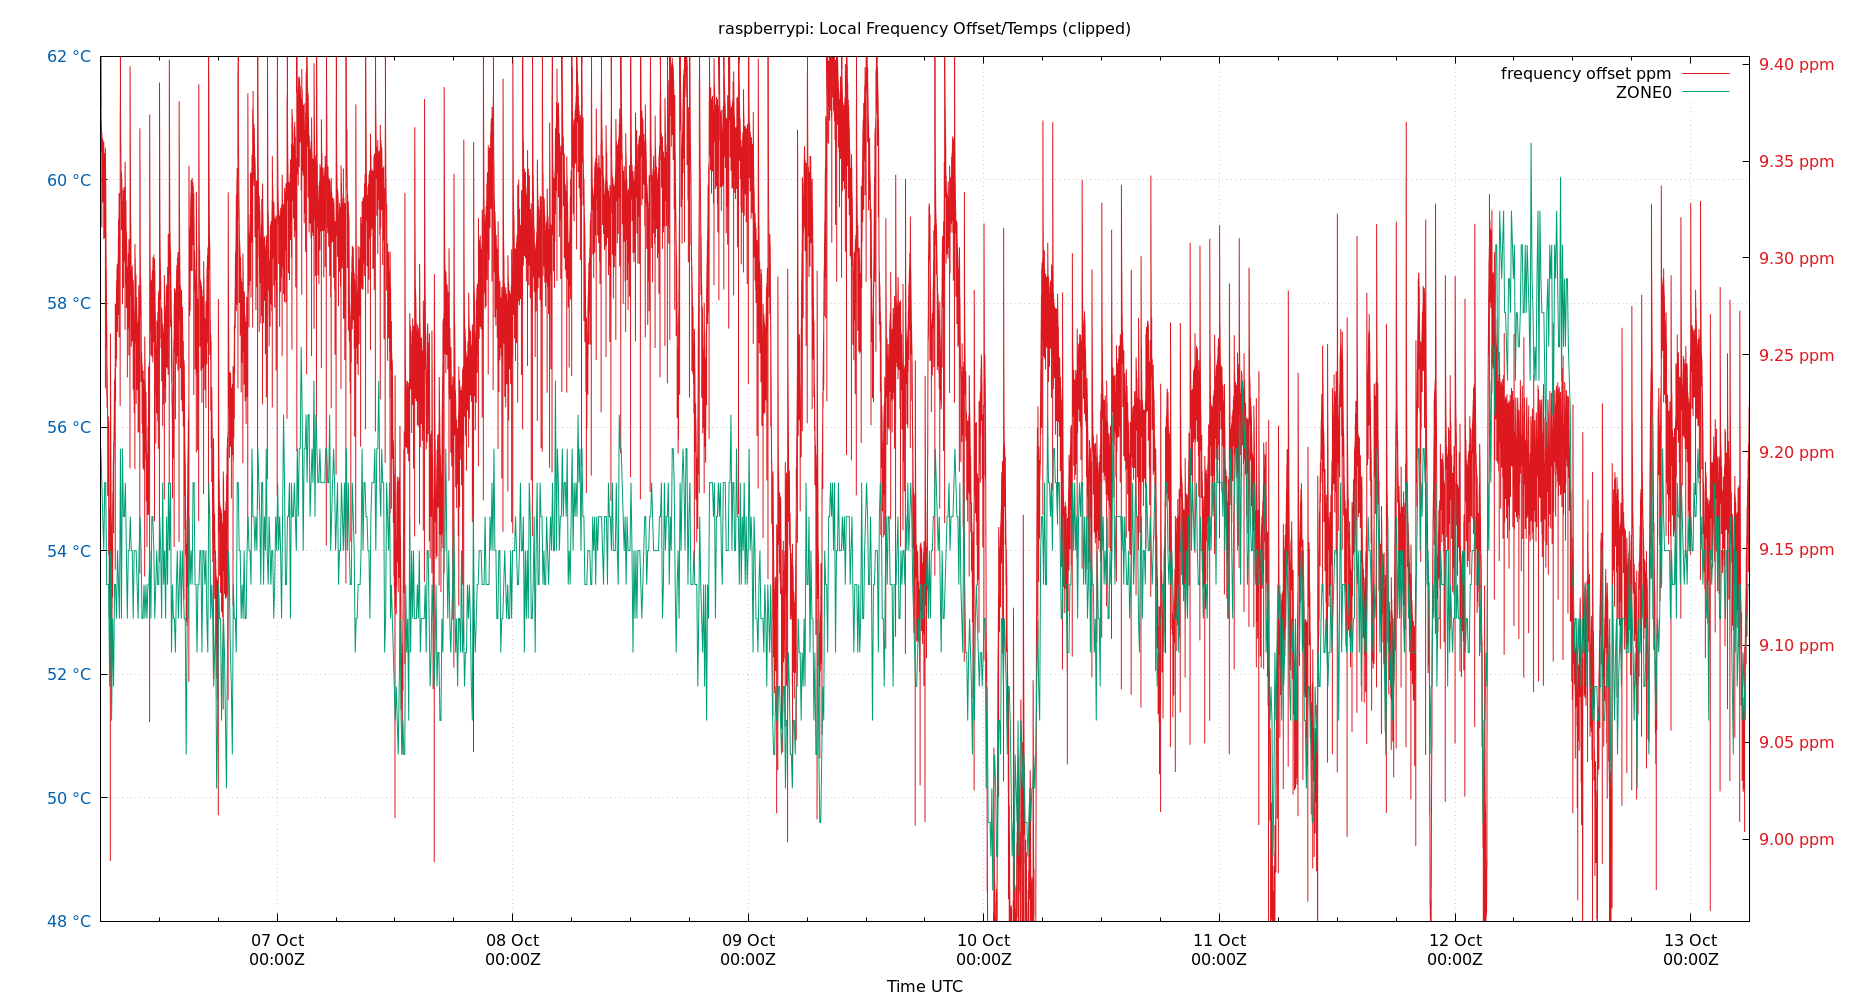 raspberrypi: Local Frequency Offset/Temps (clipped)
62 °C
60 °C
58 °C
56 °C
54 °C
52 °C
50 °C
48 °C
frequency offset ppm
ZONE0
9.40 ppm
9.35 ppm
9.30 ppm
9.25 ppm
9.20 ppm
9.15 ppm
9.10 ppm
9.05 ppm
9.00 ppm
07 Oct 08 Oct 09 Oct 10 Oct 11 Oct 12 Oct 13 Oct
00:00Z 00:00Z 00:00Z 00:00Z 00:00Z 00:00Z 00:00Z
Time UTC